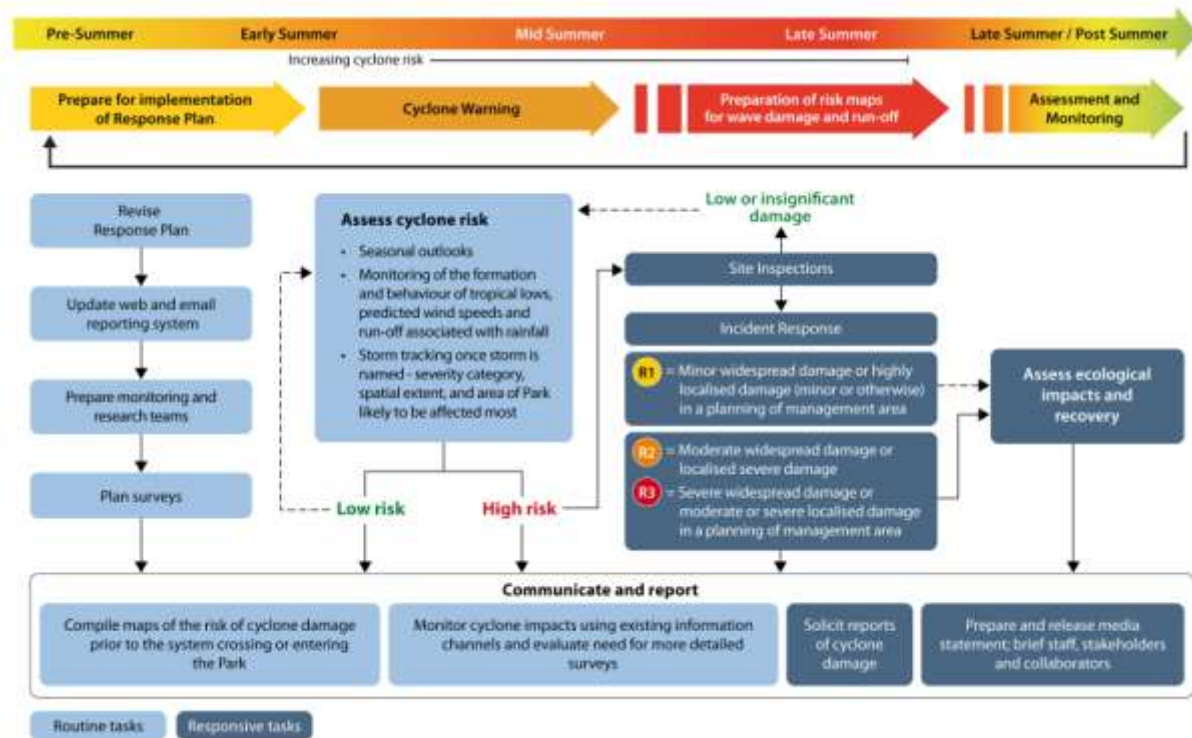 Pre-Summer
Early Summer
Mid Summer
Late Summer
Late Summer / Post Summer
Increasing cyclone risk
Prepare for implementation
of Response Plan
Cyclone Warning
Preparation of risk maps
for wave damage and run-off
Assessment and
Monitoring
Revise
Response Plan
Update web and email
reporting system
Prepare monitoring and
research teams
Plan surveys
Assess cyclone risk
• Seasonal outlooks
• Monitoring of the formation
and behaviour of tropical lows,
predicted wind speeds and
run-off associated with rainfall
• Storm tracking once storm is
named - severity category,
spatial extent, and area of Park
likely to be affected most
Low risk
High risk
Low or insignificant
damage
Site Inspections
Incident Response
R1 = Minor widespread damage or highly
localised damage (minor or otherwise)
in a planning of management area
R2 = Moderate widespread damage or
localised severe damage
R3 = Severe widespread damage or
moderate or severe localised damage
in a planning of management area
Assess ecological
impacts and
recovery
Communicate and report
Compile maps of the risk of cyclone damage
prior to the system crossing or entering
the Park
Monitor cyclone impacts using existing information
channels and evaluate need for more detailed
surveys
Solicit reports
of cyclone
damage
Prepare and release media
statement; brief staff, stakeholders
and collaborators
Routine tasks
Responsive tasks